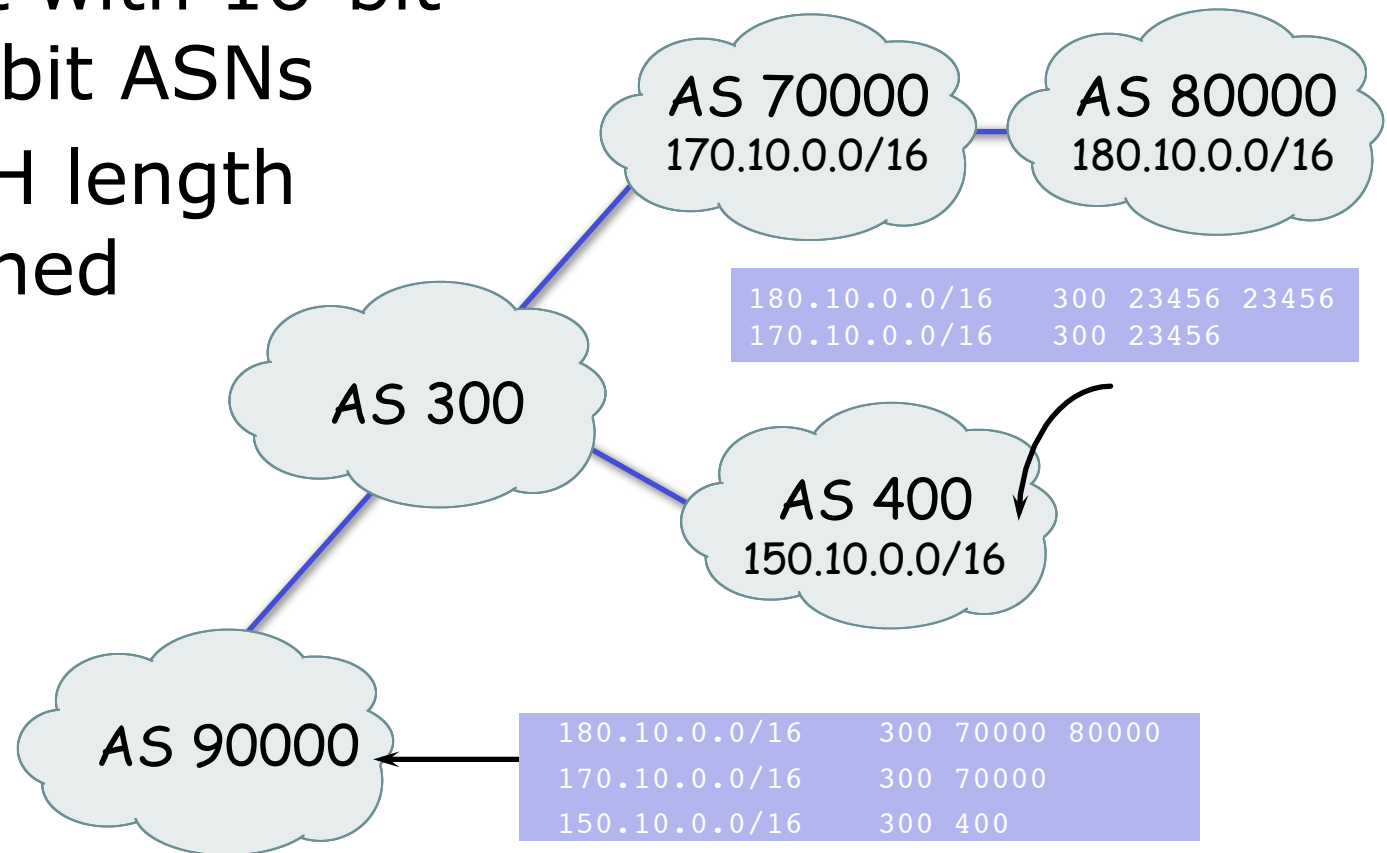 with 16-bit
bit ASNs
H length
ned
AS 70000
170.10.0.0/16
AS 80000
180.10.0.0/16
180.10.0.0/16 300 23456 23456
170.10.0.0/16 300 23456
AS 300
AS 400
150.10.0.0/16
AS 90000
180.10.0.0/16 300 70000 80000
170.10.0.0/16 300 70000
150.10.0.0/16 300 400